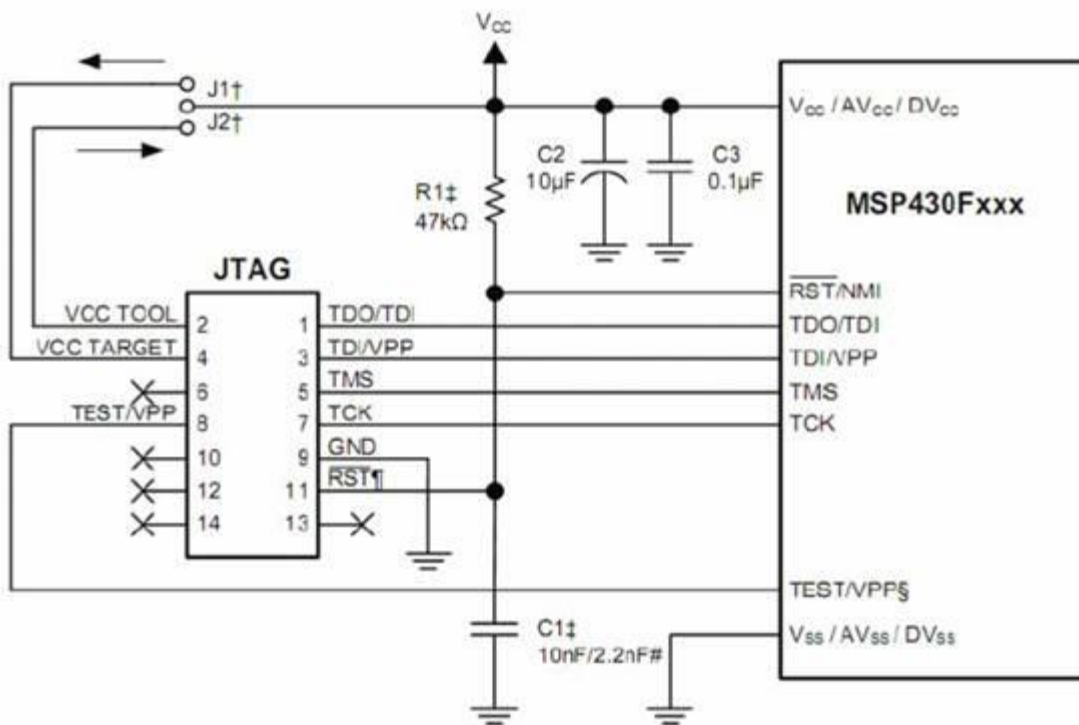 VCC
J1†
J2†
VCC / AVCC / DVCC
C2
10µF
C3
0.1µF
R1‡
47kΩ
MSP430Fxxx
JTAG
RST/NMI
VCC TOOL
2
1
TDO/TDI
TDO/TDI
VCC TARGET
4
3
TDI/VPP
TDI/VPP
6
5
TMS
TMS
TEST/VPP
8
7
TCK
TCK
10
9
GND
12
11
RST¶
14
13
TEST/VPP§
C1‡
10nF/2.2nF#
VSS / AVSS / DVSS